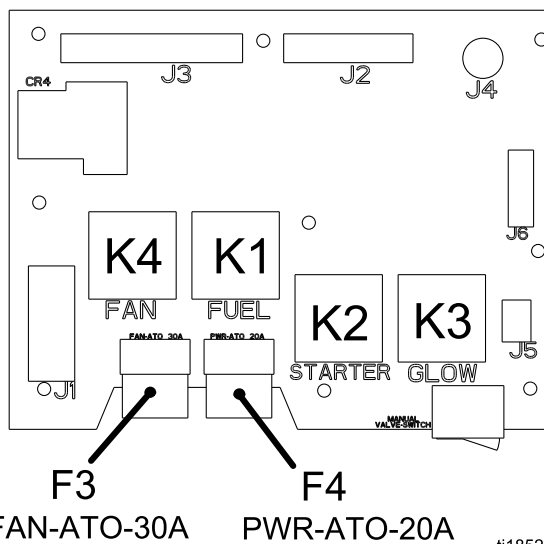 J3
J2
J4
CR4
J6
K4
K1
FAN
FUEL
K2
K3
FAN-ATO 30A
PWR-ATO 20A
J5
STARTER
GLOW
J1
MANUAL
VALVE-SWITCH
F3
F4
FAN-ATO-30A
PWR-ATO-20A